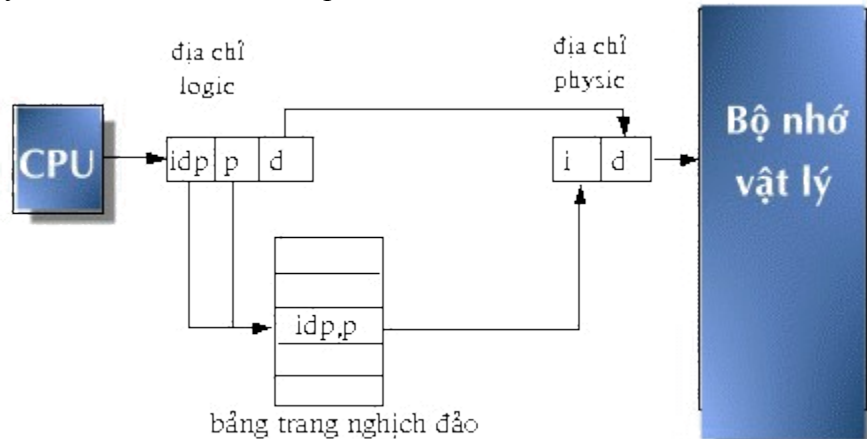 địa chỉ
logic
địa chỉ
physic
CPU
idp p d
i d
Bộ nhớ
vật lý
idp,p
bảng trang nghịch đảo